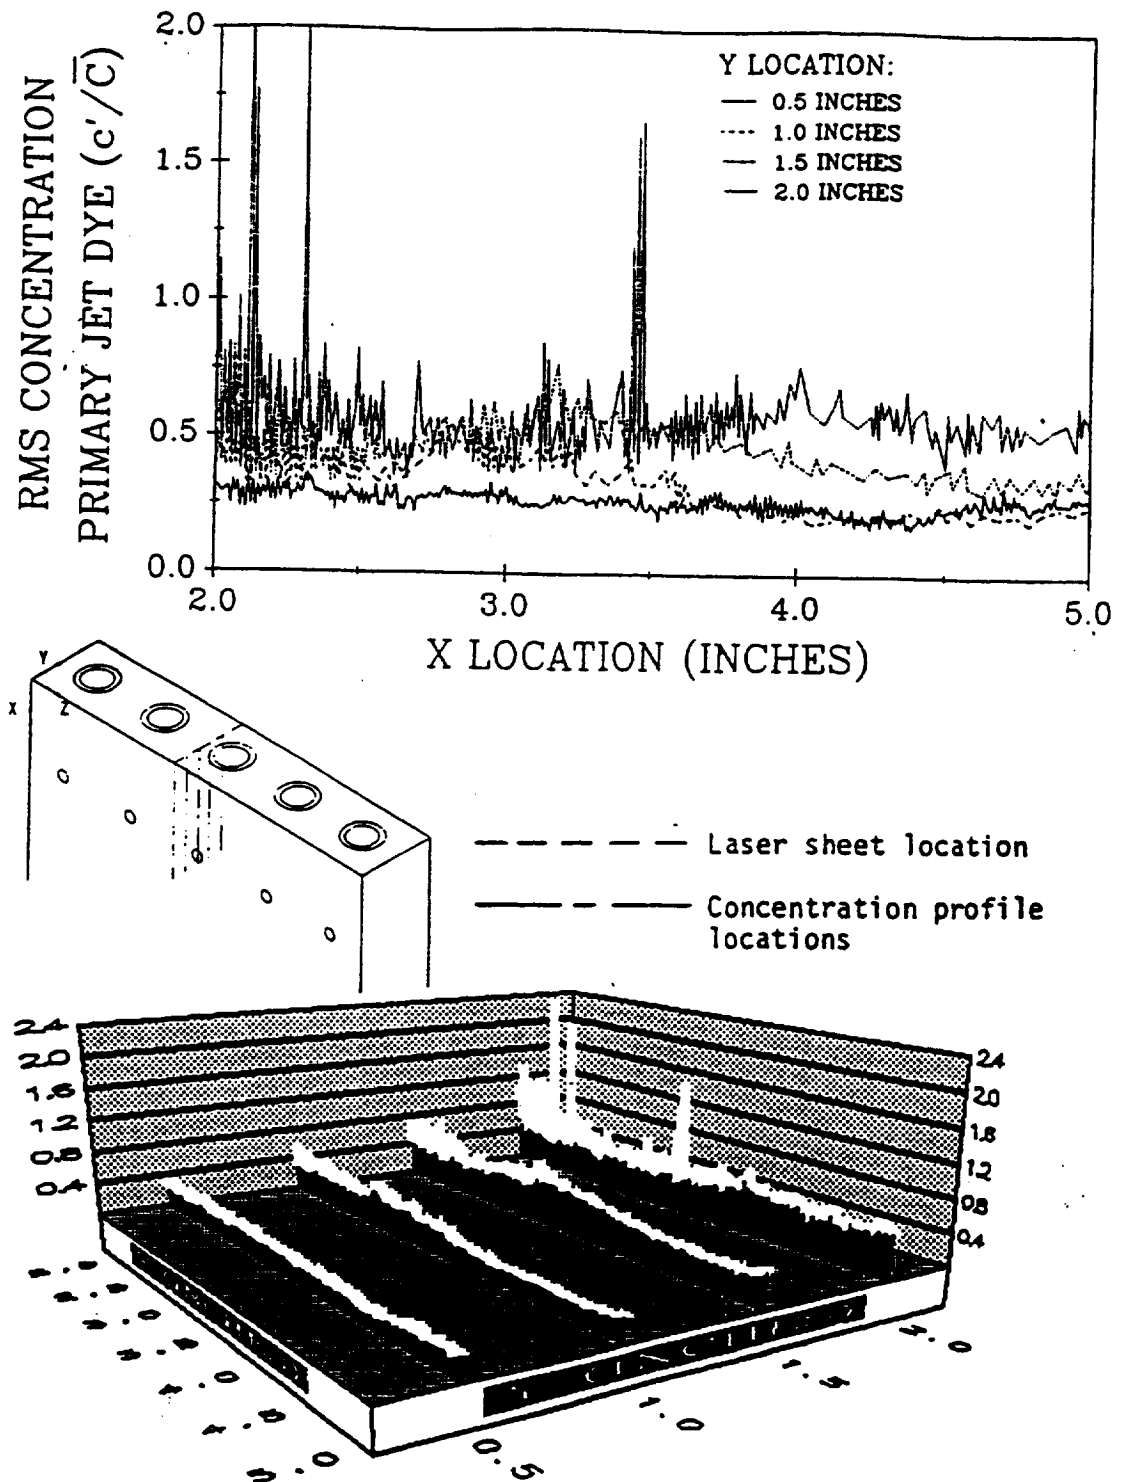 RMS CONCENTRATION
PRIMARY JET DYE (c'/C̅)
2.0
1.5
1.0
0.5
0.0
Y LOCATION:
0.5 INCHES
1.0 INCHES
1.5 INCHES
2.0 INCHES
2.0
3.0
4.0
5.0
X LOCATION (INCHES)
Y
X
Z
Laser sheet location
Concentration profile
locations
2.4
2.0
1.6
1.2
0.8
0.4
2.4
2.0
1.6
1.2
0.8
0.4
4.0
4.5
5.0
0.5
1.0
1.5